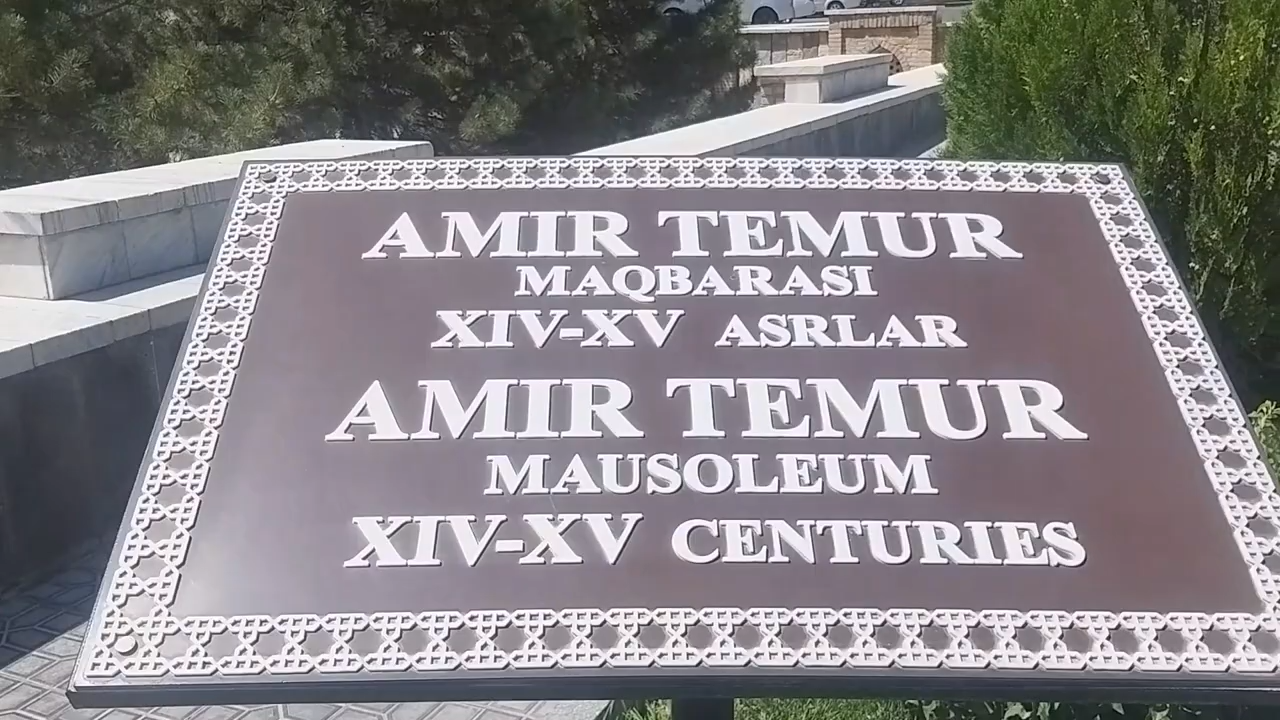 AMIR TEMUR
MAQBARASI
XIV-XV ASRLAR
AMIR TEMUR
MAUSOLEUM
XIV-XV CENTURIES